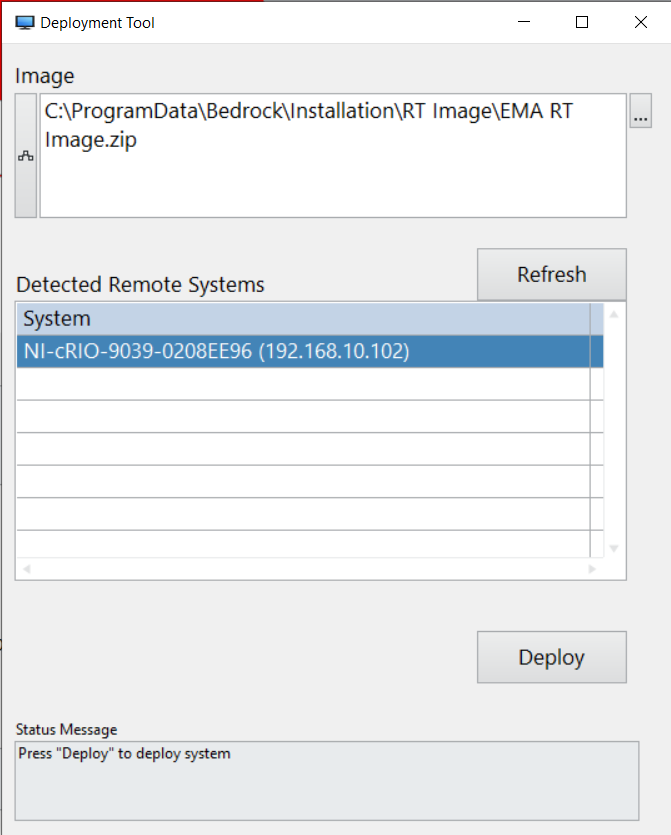 Deployment Tool
Image
C:\ProgramData\Bedrock\Installation\RT Image\EMA RT
Image.zip
...
Refresh
Detected Remote Systems
System
NI-cRIO-9039-0208EE96 (192.168.10.102)
Deploy
Status Message
Press "Deploy" to deploy system